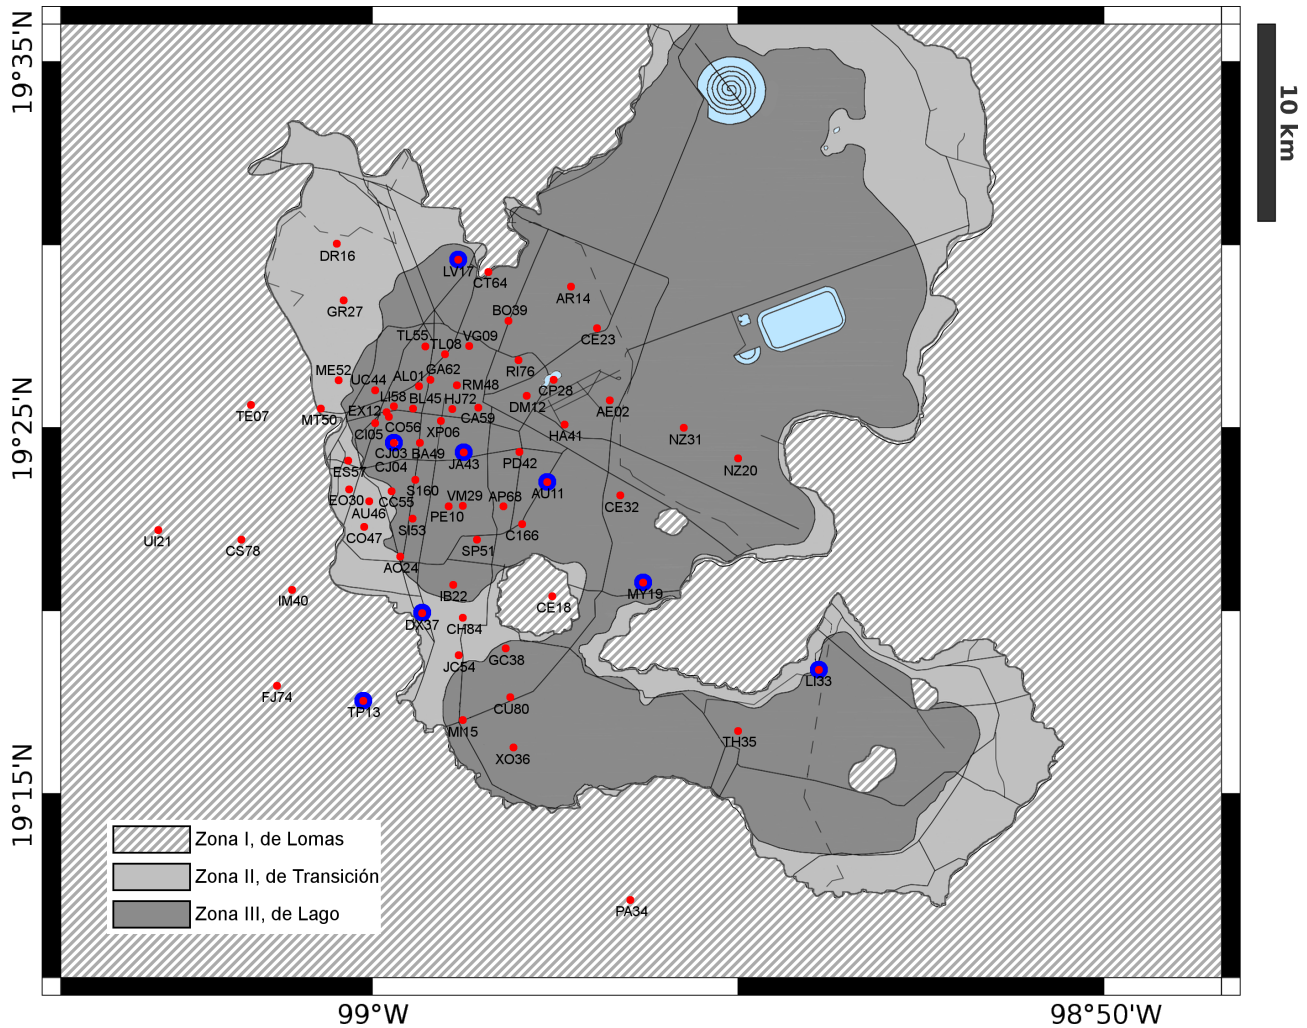 19°35'N
10 km
DR16
LV17
CT64
AR14
GR27
BO39
CE23
TL55
TL08
VG09
RI76
ME52
UC44
AL01
GA62
RM48
CP28
LI58
BL45
HJ72
DM12
AE02
TE07
MT50
EX12
CO56
CA59
19°25'N
CI05
XP06
HA41
NZ31
CJ03
BA49
JA43
PD42
NZ20
ES57
CJ04
EO30
CC55
S160
VM29
AP68
AU11
AU46
PE10
CE32
UI21
CS78
CO47
SI53
SP51
C166
AO24
IM40
IB22
CE18
MY19
DX37
CH84
JC54
GC38
LI33
FJ74
TP13
CU80
MI15
TH35
XO36
19°15'N
Zona I, de Lomas
Zona II, de Transición
Zona III, de Lago
PA34
99°W
98°50'W